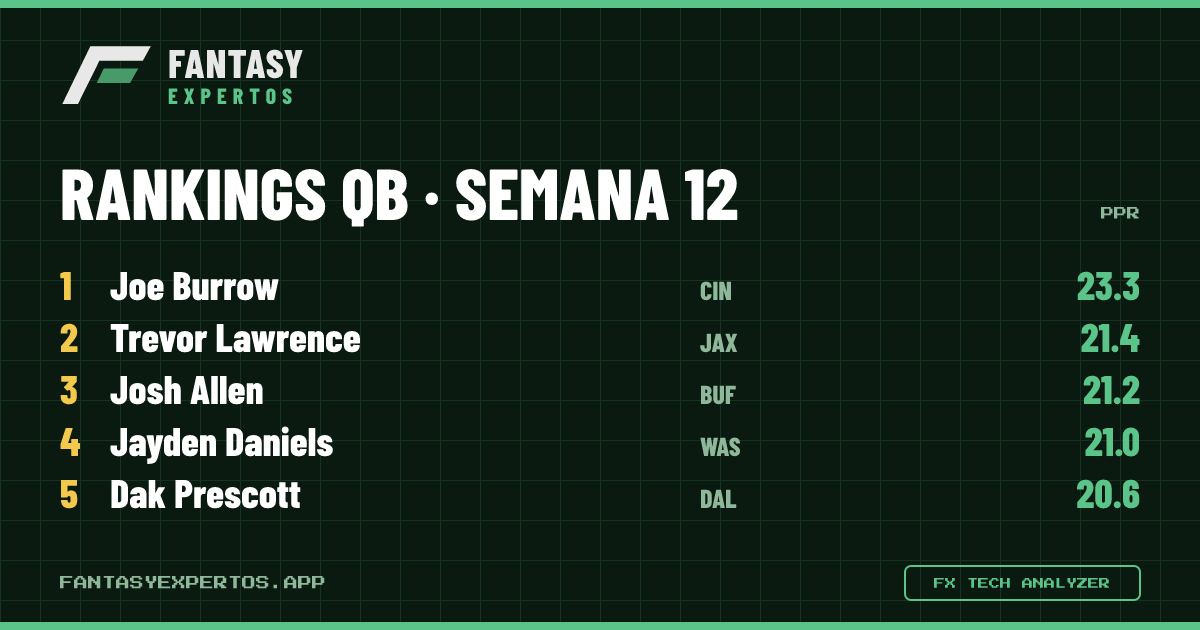 FANTASY
EXPERTOS
RANKINGS QB · SEMANA 12
PPR
1 Joe Burrow CIN 23.3
2 Trevor Lawrence JAX 21.4
3 Josh Allen BUF 21.2
4 Jayden Daniels WAS 21.0
5 Dak Prescott DAL 20.6
FANTASYEXPERTOS.APP
FX TECH ANALYZER